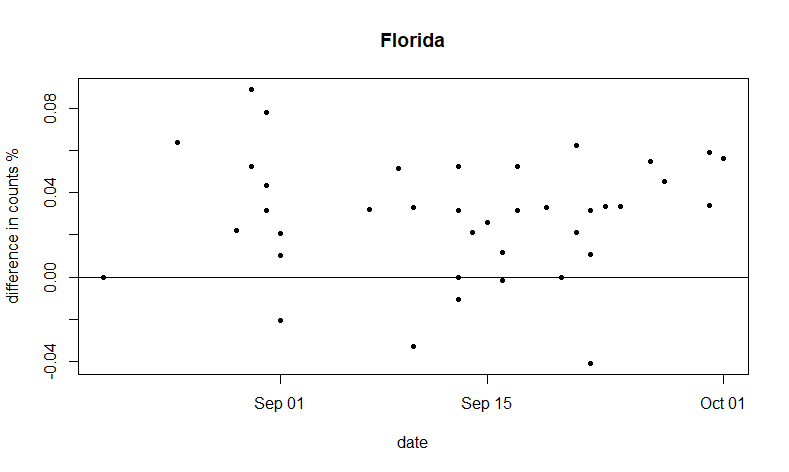 Florida
difference in counts %
0.08
0.04
0.00
-0.04
Sep 01
Sep 15
Oct 01
date